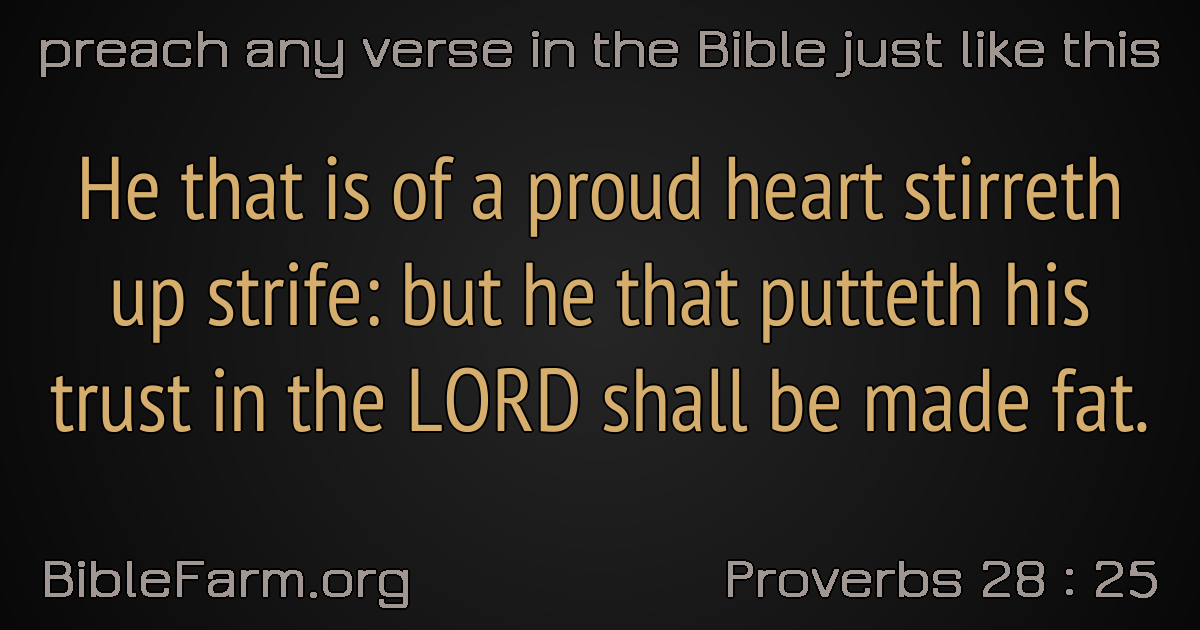 preach any verse in the Bible just like this
He that is of a proud heart stirreth
up strife: but he that putteth his
trust in the LORD shall be made fat.
BibleFarm.org
Proverbs 28 : 25